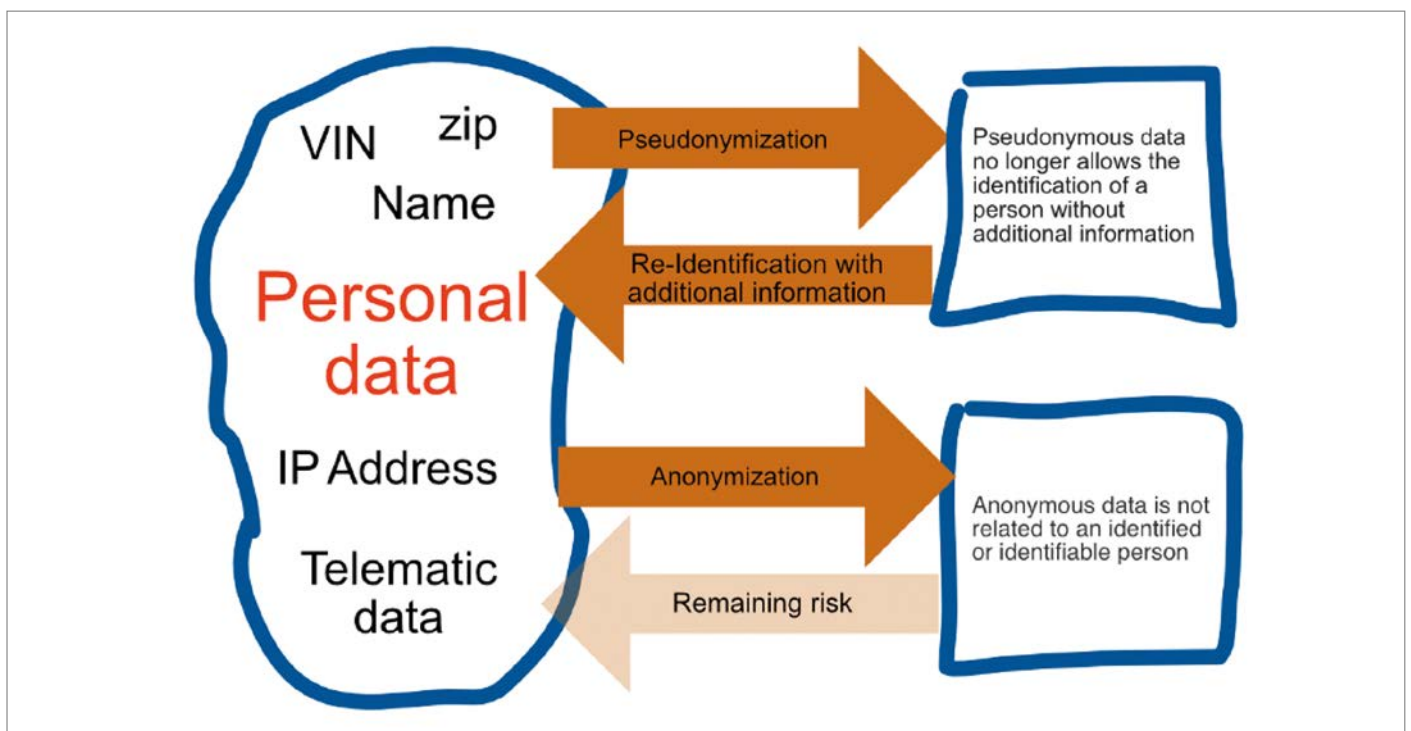 VIN
zip
Name
Personal
data
IP Address
Telematic
data
Pseudonymization
Re-Identification with
additional information
Anonymization
Remaining risk
Pseudonymous data
no longer allows the
identification of a
person without
additional information
Anonymous data is not
related to an identified
or identifiable person